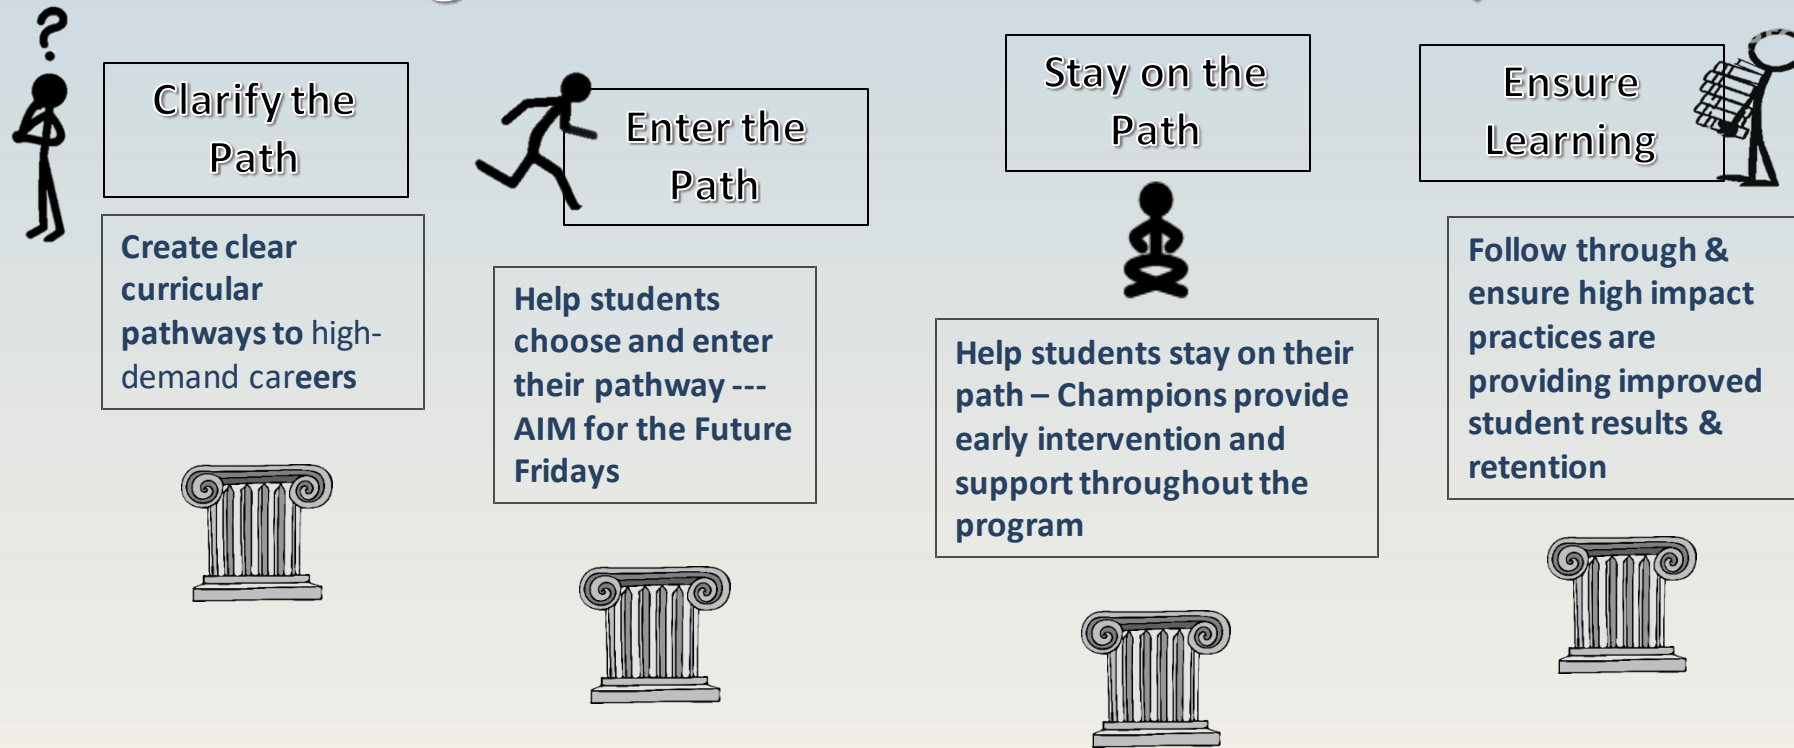 ?
Clarify the
Path
Create clear
curricular
pathways to high-
demand careers
Enter the
Path
Help students
choose and enter
their pathway ---
AIM for the Future
Fridays
Stay on the
Path
Help students stay on their
path – Champions provide
early intervention and
support throughout the
program
Ensure
Learning
Follow through &
ensure high impact
practices are
providing improved
student results &
retention